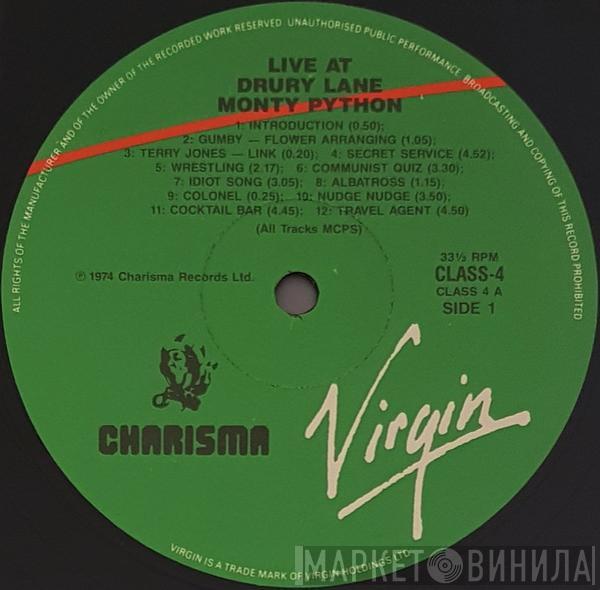 ALL RIGHTS OF THE MANUFACTURER AND OF THE OWNER OF THE RECORDED WORK RESERVED UNAUTHORISED PUBLIC PERFORMANCE BROADCASTING AND COPYING OF THIS RECORD PROHIBITED
LIVE AT
DRURY LANE
MONTY PYTHON
1: INTRODUCTION (0.50);
2: GUMBY — FLOWER ARRANGING (1.05);
3: TERRY JONES — LINK (0.20); 4: SECRET SERVICE (4.52);
5: WRESTLING (2.17); 6: COMMUNIST QUIZ (3.30);
7: IDIOT SONG (3.05); 8: ALBATROSS (1.15);
9: COLONEL (0.25); 10: NUDGE NUDGE (3.50);
11: COCKTAIL BAR (4.45); 12: TRAVEL AGENT (4.50)
(All Tracks MCPS)
℗ 1974 Charisma Records Ltd.
33⅓ RPM
CLASS-4
CLASS 4 A
SIDE 1
CHARISMA
Virgin
VIRGIN IS A TRADE MARK OF VIRGIN HOLDINGS LTD
МАРКЕТ ВИНИЛА